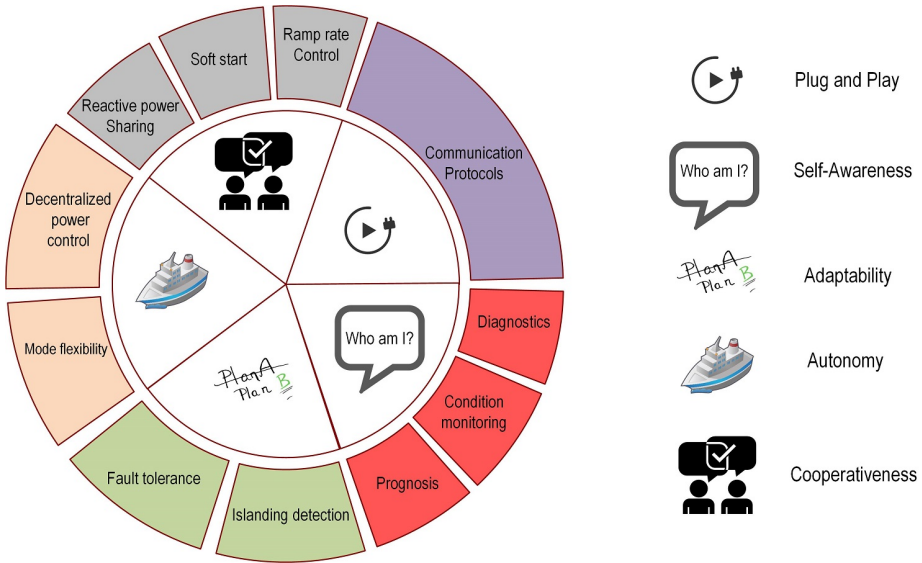 Ramp rate
Control
Soft start
Reactive power
Sharing
Communication
Protocols
Decentralized
power
control
Mode flexibility
Who am I?
Diagnostics
Plan A
Plan B
Condition
monitoring
Fault tolerance
Prognosis
Islanding detection
Plug and Play
Who am I?
Self-Awareness
Plan A
Plan B
Adaptability
Autonomy
Cooperativeness